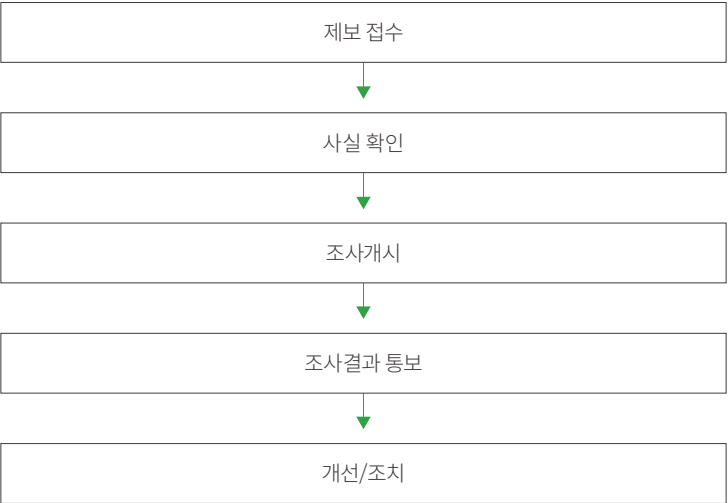 제보 접수
사실 확인
조사개시
조사결과 통보
개선/조치